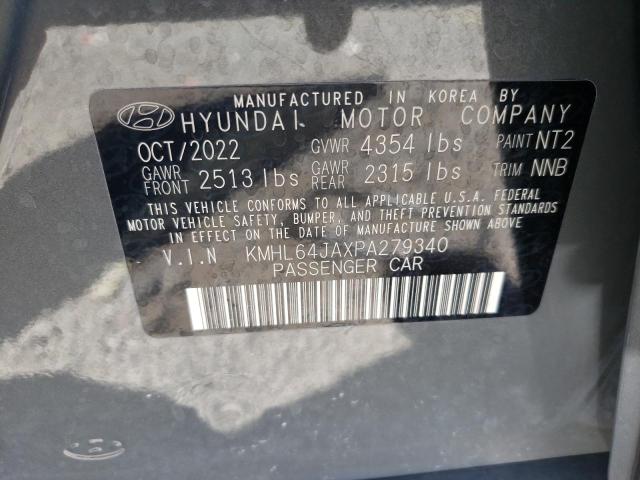 MANUFACTURED IN KOREA BY
HYUNDAI MOTOR COMPANY
OCT/2022 GVWR 4354 lbs PAINT NT2
GAWR FRONT 2513 lbs GAWR REAR 2315 lbs TRIM NNB
THIS VEHICLE CONFORMS TO ALL APPLICABLE U.S.A. FEDERAL
MOTOR VEHICLE SAFETY, BUMPER, AND THEFT PREVENTION STANDARDS
IN EFFECT ON THE DATE OF MANUFACTURE SHOWN ABOVE.
V.I.N KMHL64JAXPA279340
PASSENGER CAR